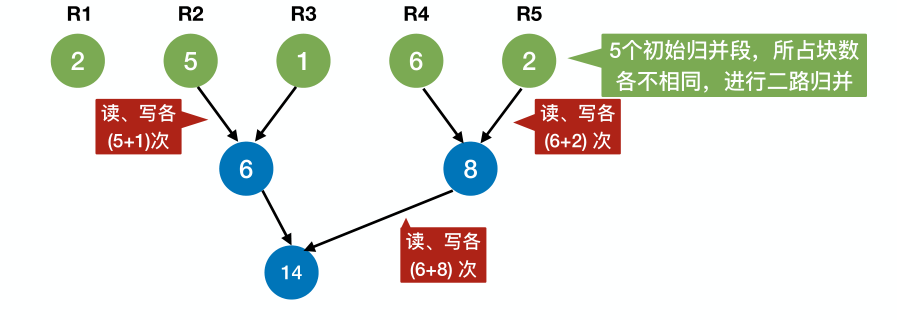 R1
R2
R3
R4
R5
2
5
1
6
2
5个初始归并段，所占块数
各不相同，进行二路归并
读、写各
(5+1)次
读、写各
(6+2) 次
6
8
读、写各
(6+8) 次
14